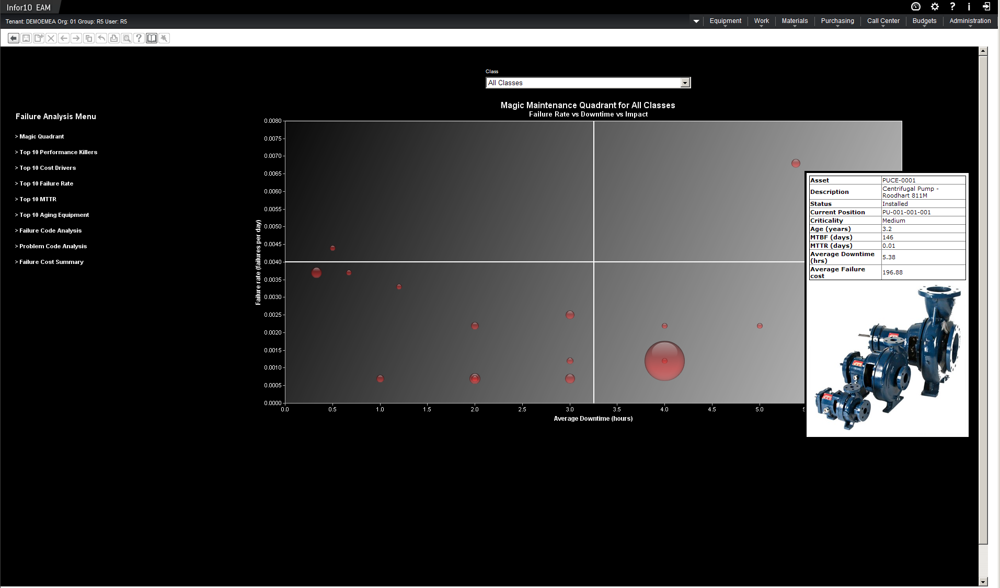 Infor10 EAM
Tenant: DEMOEMEA Org: 01 Group: R5 User: R5
Equipment
Work
Materials
Purchasing
Call Center
Budgets
Administration
Class
All Classes
Failure Analysis Menu
> Magic Quadrant
> Top 10 Performance Killers
> Top 10 Cost Drivers
> Top 10 Failure Rate
> Top 10 MTTR
> Top 10 Aging Equipment
> Failure Code Analysis
> Problem Code Analysis
> Failure Cost Summary
Magic Maintenance Quadrant for All Classes
Failure Rate vs Downtime vs Impact
Failure rate (failures per day)
0.0080
0.0075
0.0070
0.0065
0.0060
0.0055
0.0050
0.0045
0.0040
0.0035
0.0030
0.0025
0.0020
0.0015
0.0010
0.0005
0.0000
0.0 0.5 1.0 1.5 2.0 2.5 3.0 3.5 4.0 4.5 5.0
Average Downtime (hours)
Asset PUCE-0001
Description Centrifugal Pump -
Roodhart 811M
Status Installed
Current Position PU-001-001-001
Criticality Medium
Age (years) 3.2
MTBF (days) 146
MTTR (days) 0.01
Average Downtime
(hrs) 5.38
Average Failure
cost 196.88